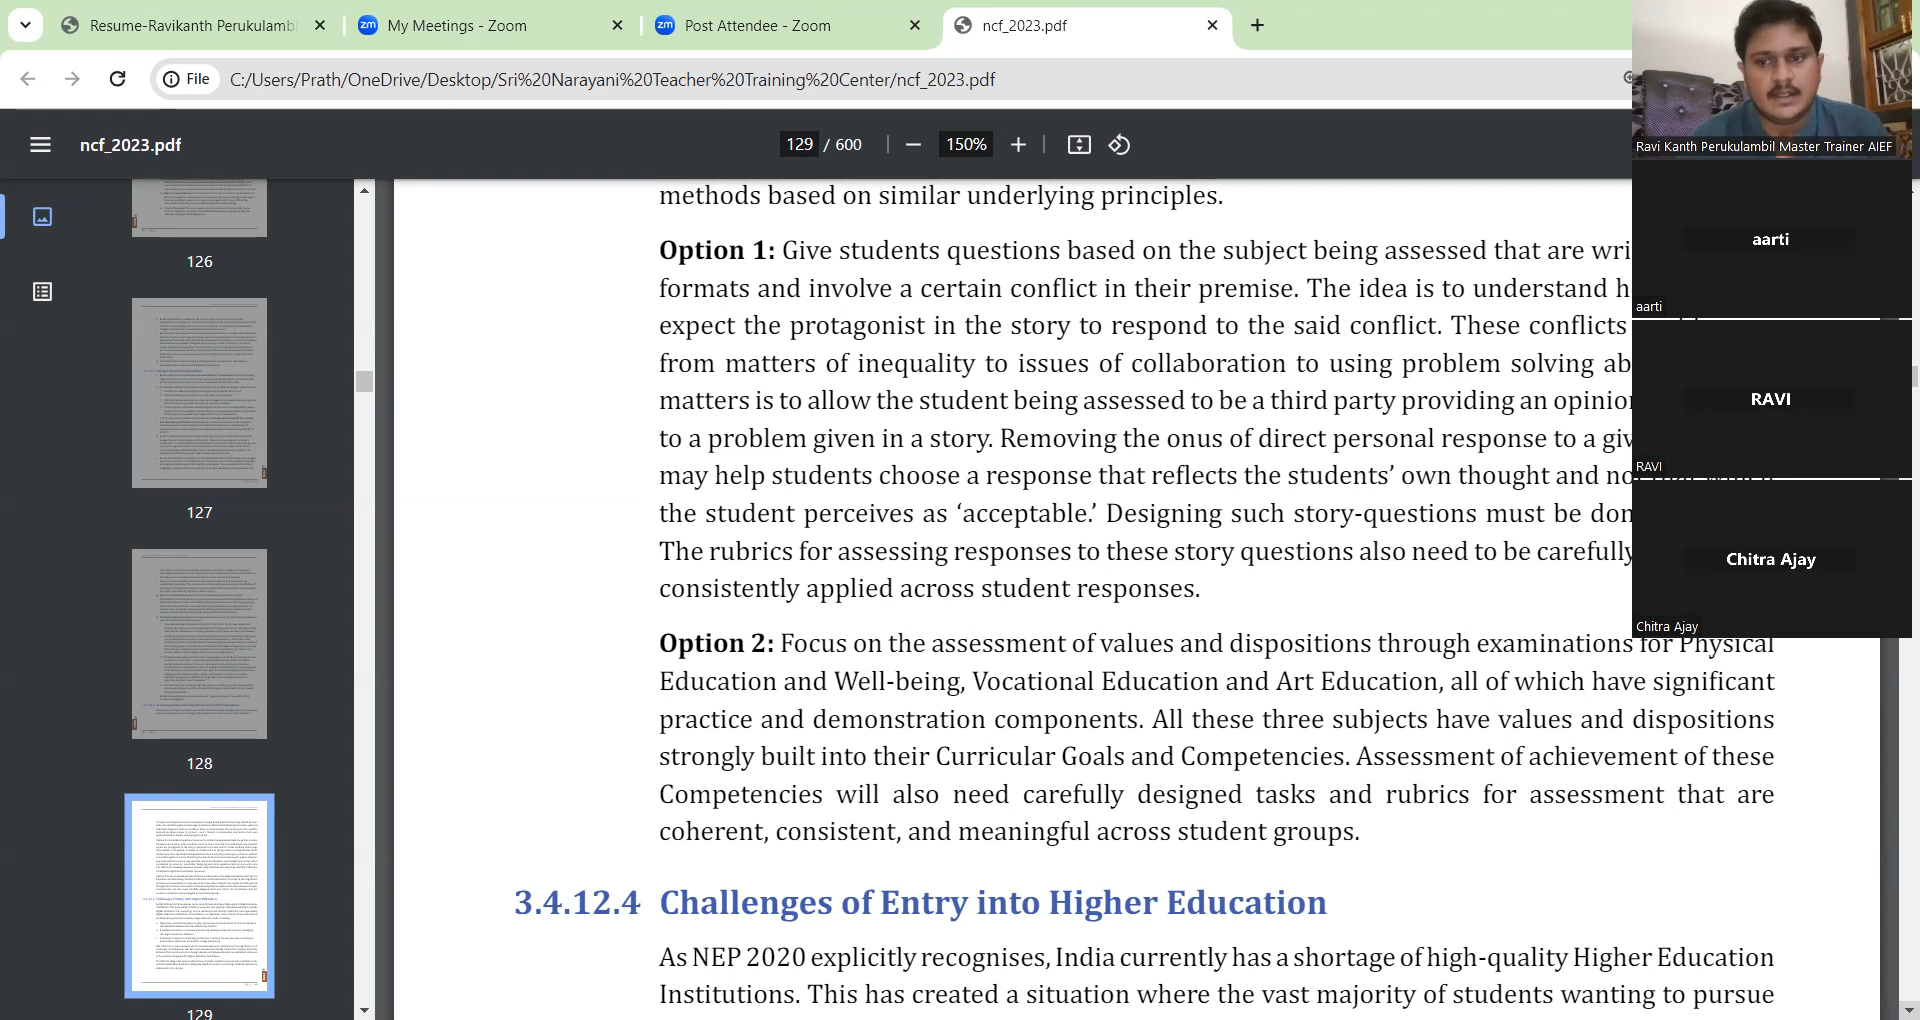 Resume-Ravikanth Perukulambi
My Meetings - Zoom
Post Attendee - Zoom
ncf_2023.pdf
File
C:/Users/Prath/OneDrive/Desktop/Sri%20Narayani%20Teacher%20Training%20Center/ncf_2023.pdf
ncf_2023.pdf
129 / 600
150%
Ravi Kanth Perukulambil Master Trainer AIEF
aarti
aarti
RAVI
RAVI
Chitra Ajay
Chitra Ajay
126
127
128
129
methods based on similar underlying principles.
Option 1: Give students questions based on the subject being assessed that are wri
formats and involve a certain conflict in their premise. The idea is to understand h
expect the protagonist in the story to respond to the said conflict. These conflicts
from matters of inequality to issues of collaboration to using problem solving ab
matters is to allow the student being assessed to be a third party providing an opinio
to a problem given in a story. Removing the onus of direct personal response to a giv
may help students choose a response that reflects the students’ own thought and no
the student perceives as ‘acceptable.’ Designing such story-questions must be don
The rubrics for assessing responses to these story questions also need to be carefully
consistently applied across student responses.
Option 2: Focus on the assessment of values and dispositions through examinations for Physical
Education and Well-being, Vocational Education and Art Education, all of which have significant
practice and demonstration components. All these three subjects have values and dispositions
strongly built into their Curricular Goals and Competencies. Assessment of achievement of these
Competencies will also need carefully designed tasks and rubrics for assessment that are
coherent, consistent, and meaningful across student groups.
3.4.12.4 Challenges of Entry into Higher Education
As NEP 2020 explicitly recognises, India currently has a shortage of high-quality Higher Education
Institutions. This has created a situation where the vast majority of students wanting to pursue